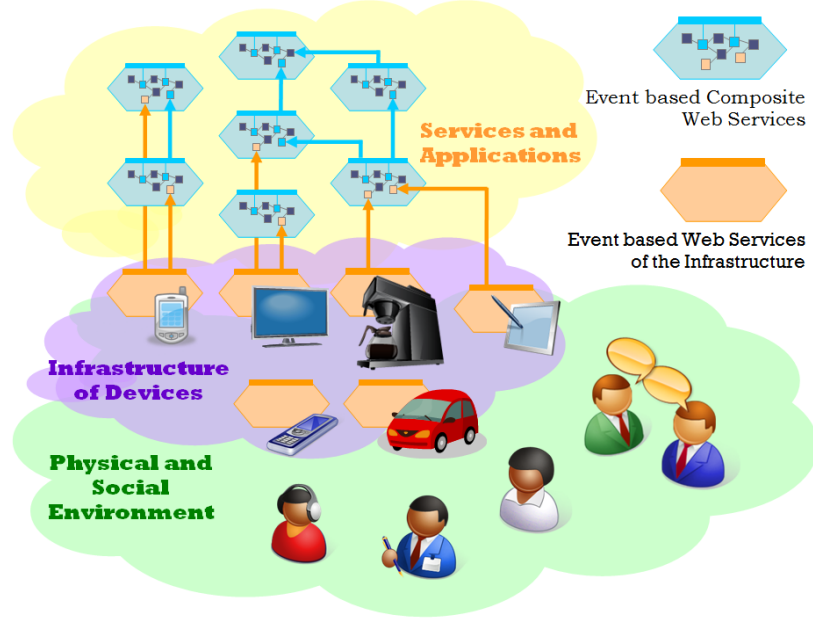 Event based Composite
Web Services
Services and
Applications
Event based Web Services
of the Infrastructure
Infrastructure
of Devices
Physical and
Social
Environment